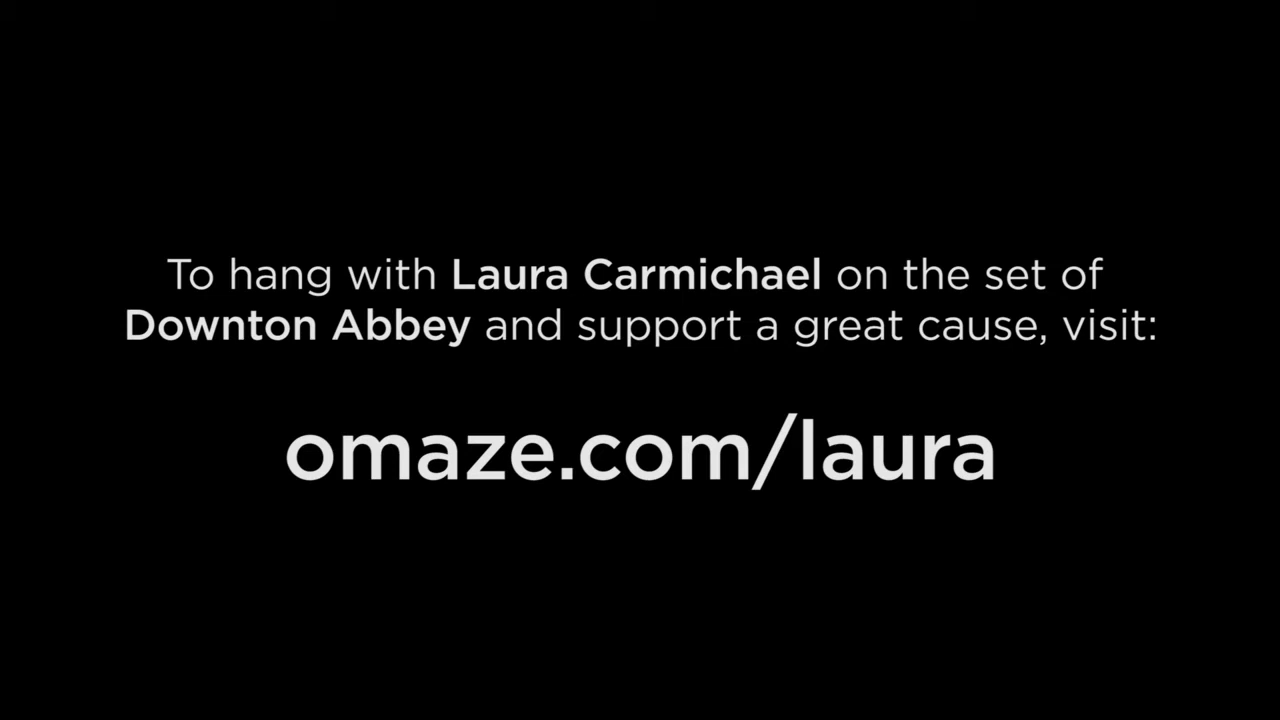 To hang with Laura Carmichael on the set of
Downton Abbey and support a great cause, visit:
omaze.com/laura